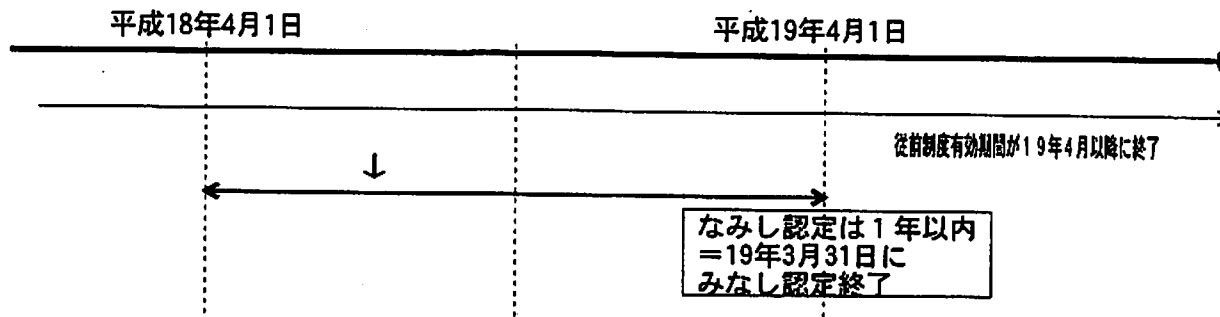 平成18年4月1日
平成19年4月1日
従前制度有効期間が19年4月以降に終了
↓
なみし認定は1年以内
=19年3月31日に
みなし認定終了